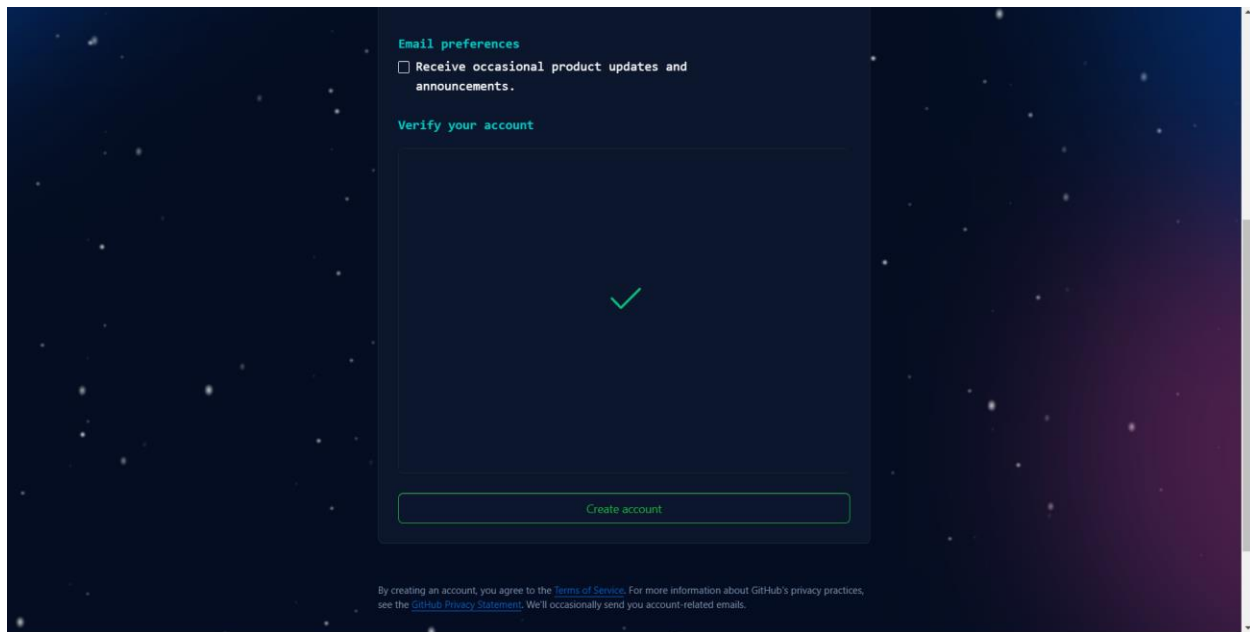 Email preferences
Receive occasional product updates and
announcements.
Verify your account
Create account
By creating an account, you agree to the Terms of Service. For more information about GitHub's privacy practices,
see the GitHub Privacy Statement. We'll occasionally send you account-related emails.